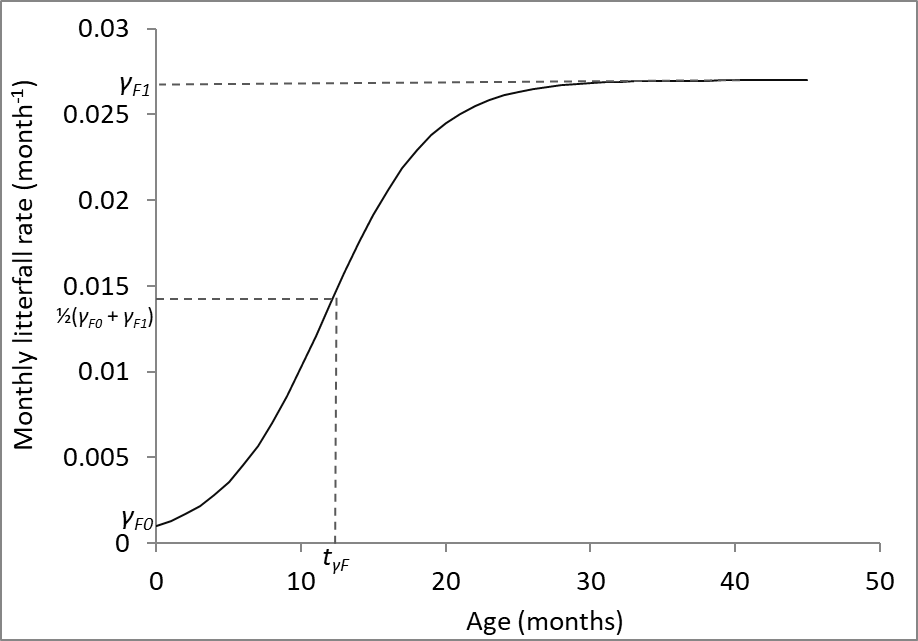 0.03
γF1
0.025
0.02
0.015
½(γF0 + γF1)
0.01
0.005
γF0
0
Monthly litterfall rate (month-1)
tγF
0 10 20 30 40 50
Age (months)